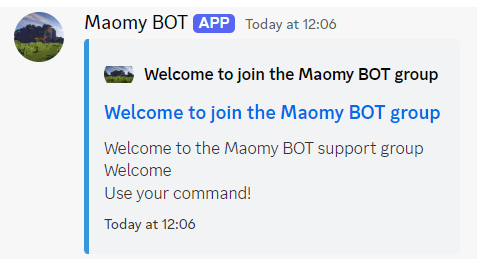 Maomy BOT APP Today at 12:06
Welcome to join the Maomy BOT group
Welcome to join the Maomy BOT group
Welcome to the Maomy BOT support group
Welcome
Use your command!
Today at 12:06